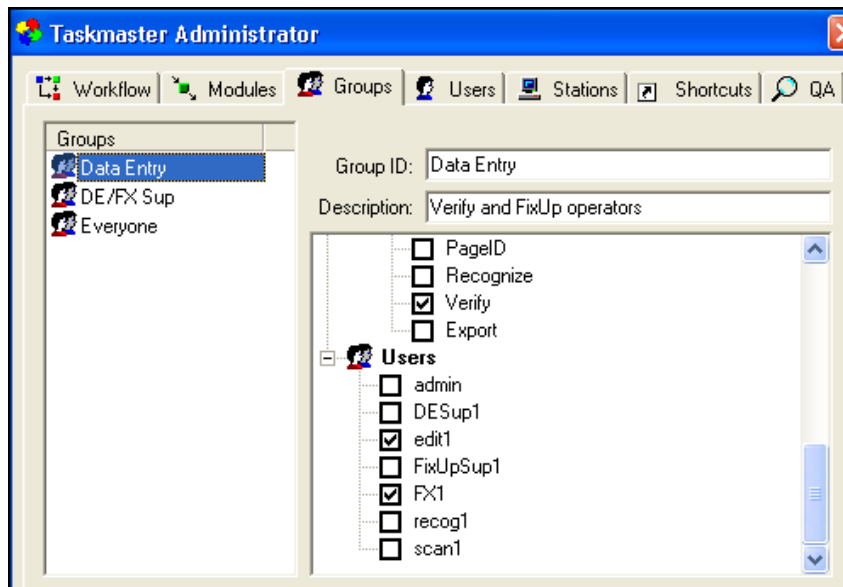 Taskmaster Administrator
Workflow Modules Groups Users Stations Shortcuts QA
Groups
Data Entry
DE/FX Sup
Everyone
Group ID: Data Entry
Description: Verify and FixUp operators
PageID
Recognize
Verify
Export
Users
admin
DESup1
edit1
FixUpSup1
FX1
recog1
scan1